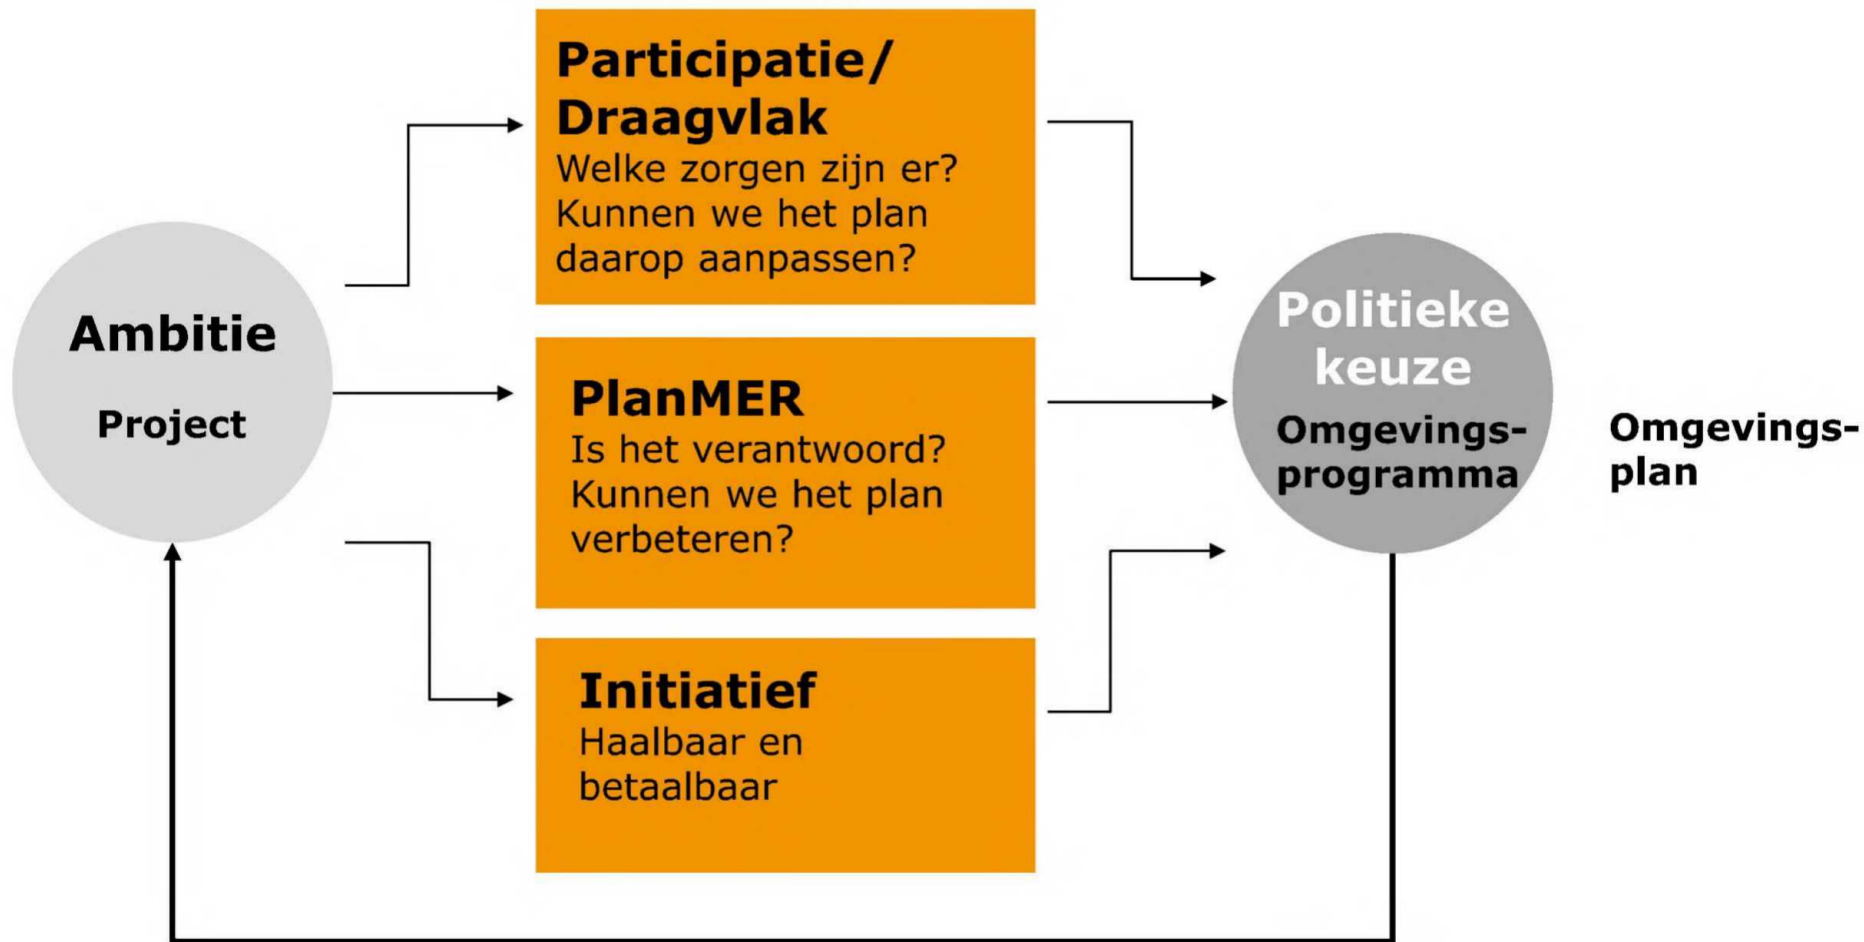 Ambitie
Project
Participatie/
Draagvlak
Welke zorgen zijn er?
Kunnen we het plan
daarop aanpassen?
PlanMER
Is het verantwoord?
Kunnen we het plan
verbeteren?
Initiatief
Haalbaar en
betaalbaar
Politieke
keuze
Omgevings-
programma
Omgevings-
plan